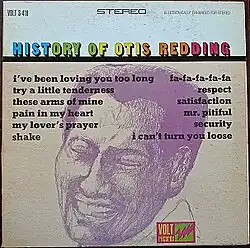 VOLT S-418
STEREO
ELECTRONICALLY ENHANCED FOR STEREO
HISTORY OF OTIS REDDING
i've been loving you too long
fa-fa-fa-fa-fa
try a little tenderness
respect
these arms of mine
satisfaction
pain in my heart
mr. pitiful
my lover's prayer
security
shake
i can't turn you loose
VOLT
RECORDS